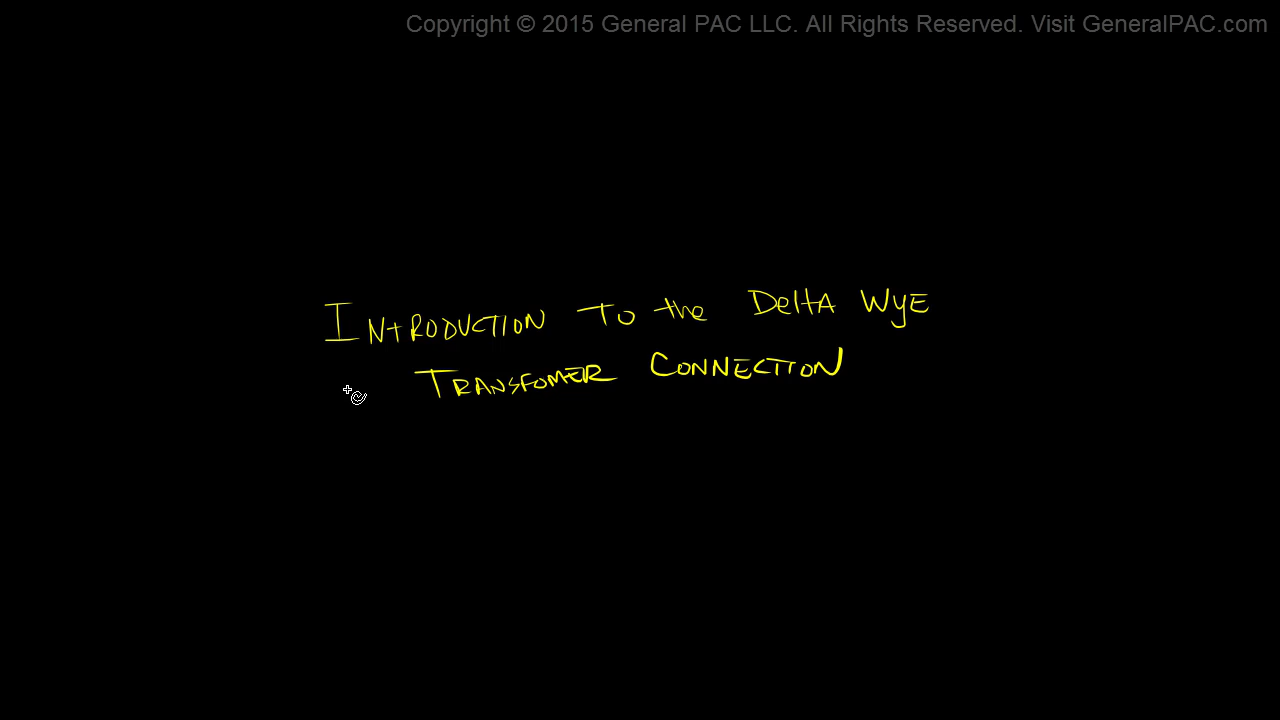 Copyright © 2015 General PAC LLC. All Rights Reserved. Visit GeneralPAC.com
INtRODUCTION To the DeltA WyE
TRANSFOMER CONNECTION